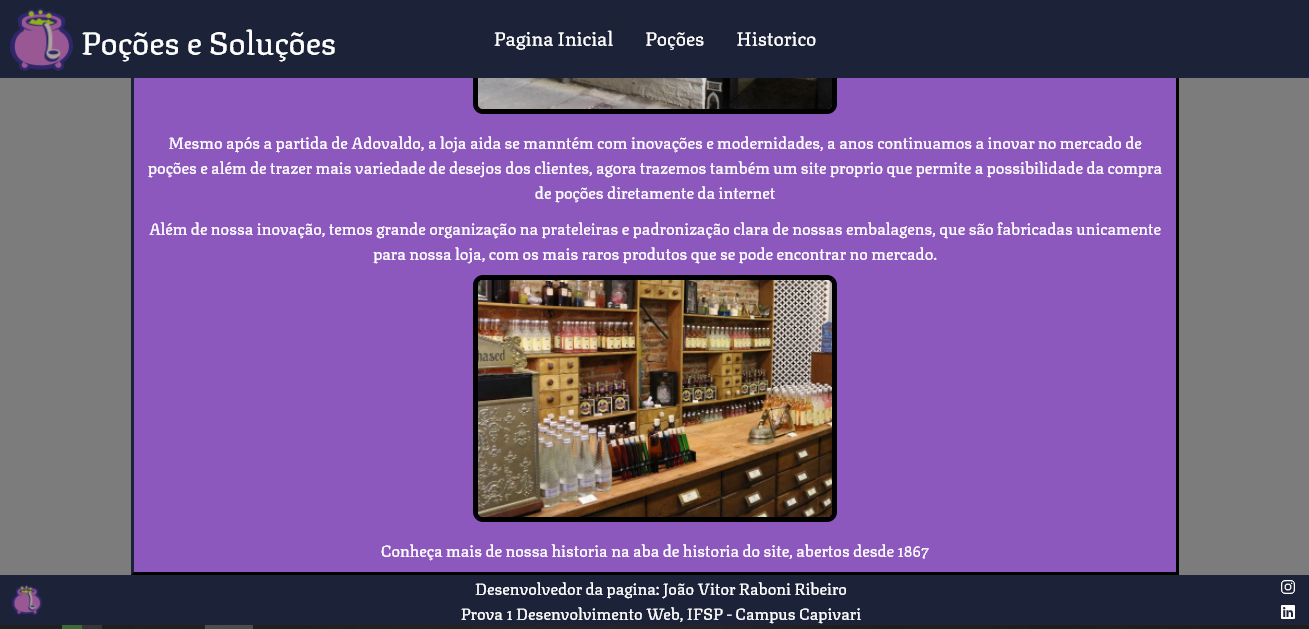 Poções e Soluções
Pagina Inicial Poções Historico
Mesmo após a partida de Adovaldo, a loja aida se manntém com inovações e modernidades, a anos continuamos a inovar no mercado de
poções e além de trazer mais variedade de desejos dos clientes, agora trazemos também um site proprio que permite a possibilidade da compra
de poções diretamente da internet
Além de nossa inovação, temos grande organização na prateleiras e padronização clara de nossas embalagens, que são fabricadas unicamente
para nossa loja, com os mais raros produtos que se pode encontrar no mercado.
hased
Conheça mais de nossa historia na aba de historia do site, abertos desde 1867
Desenvolvedor da pagina: João Vitor Raboni Ribeiro
Prova 1 Desenvolvimento Web, IFSP - Campus Capivari